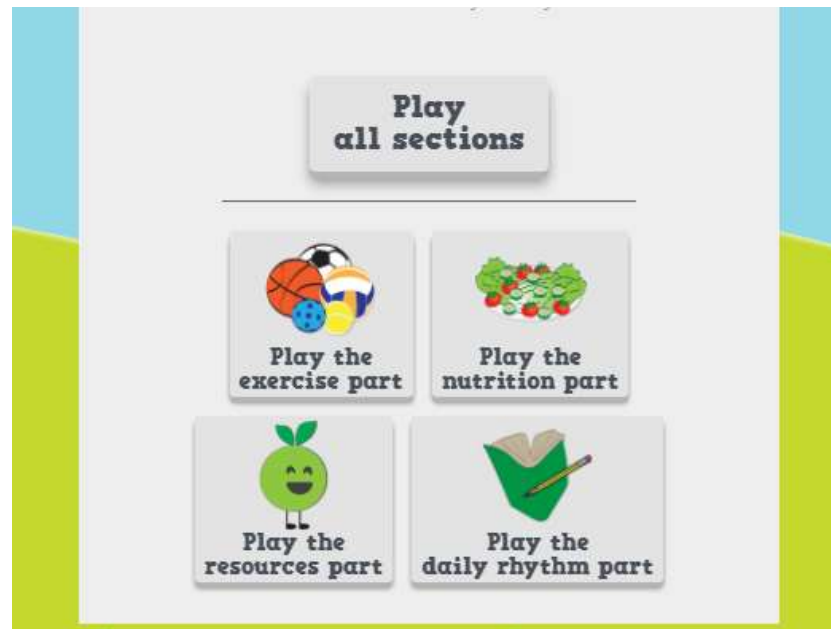 Play
all sections
Play the
exercise part
Play the
nutrition part
Play the
resources part
Play the
daily rhythm part